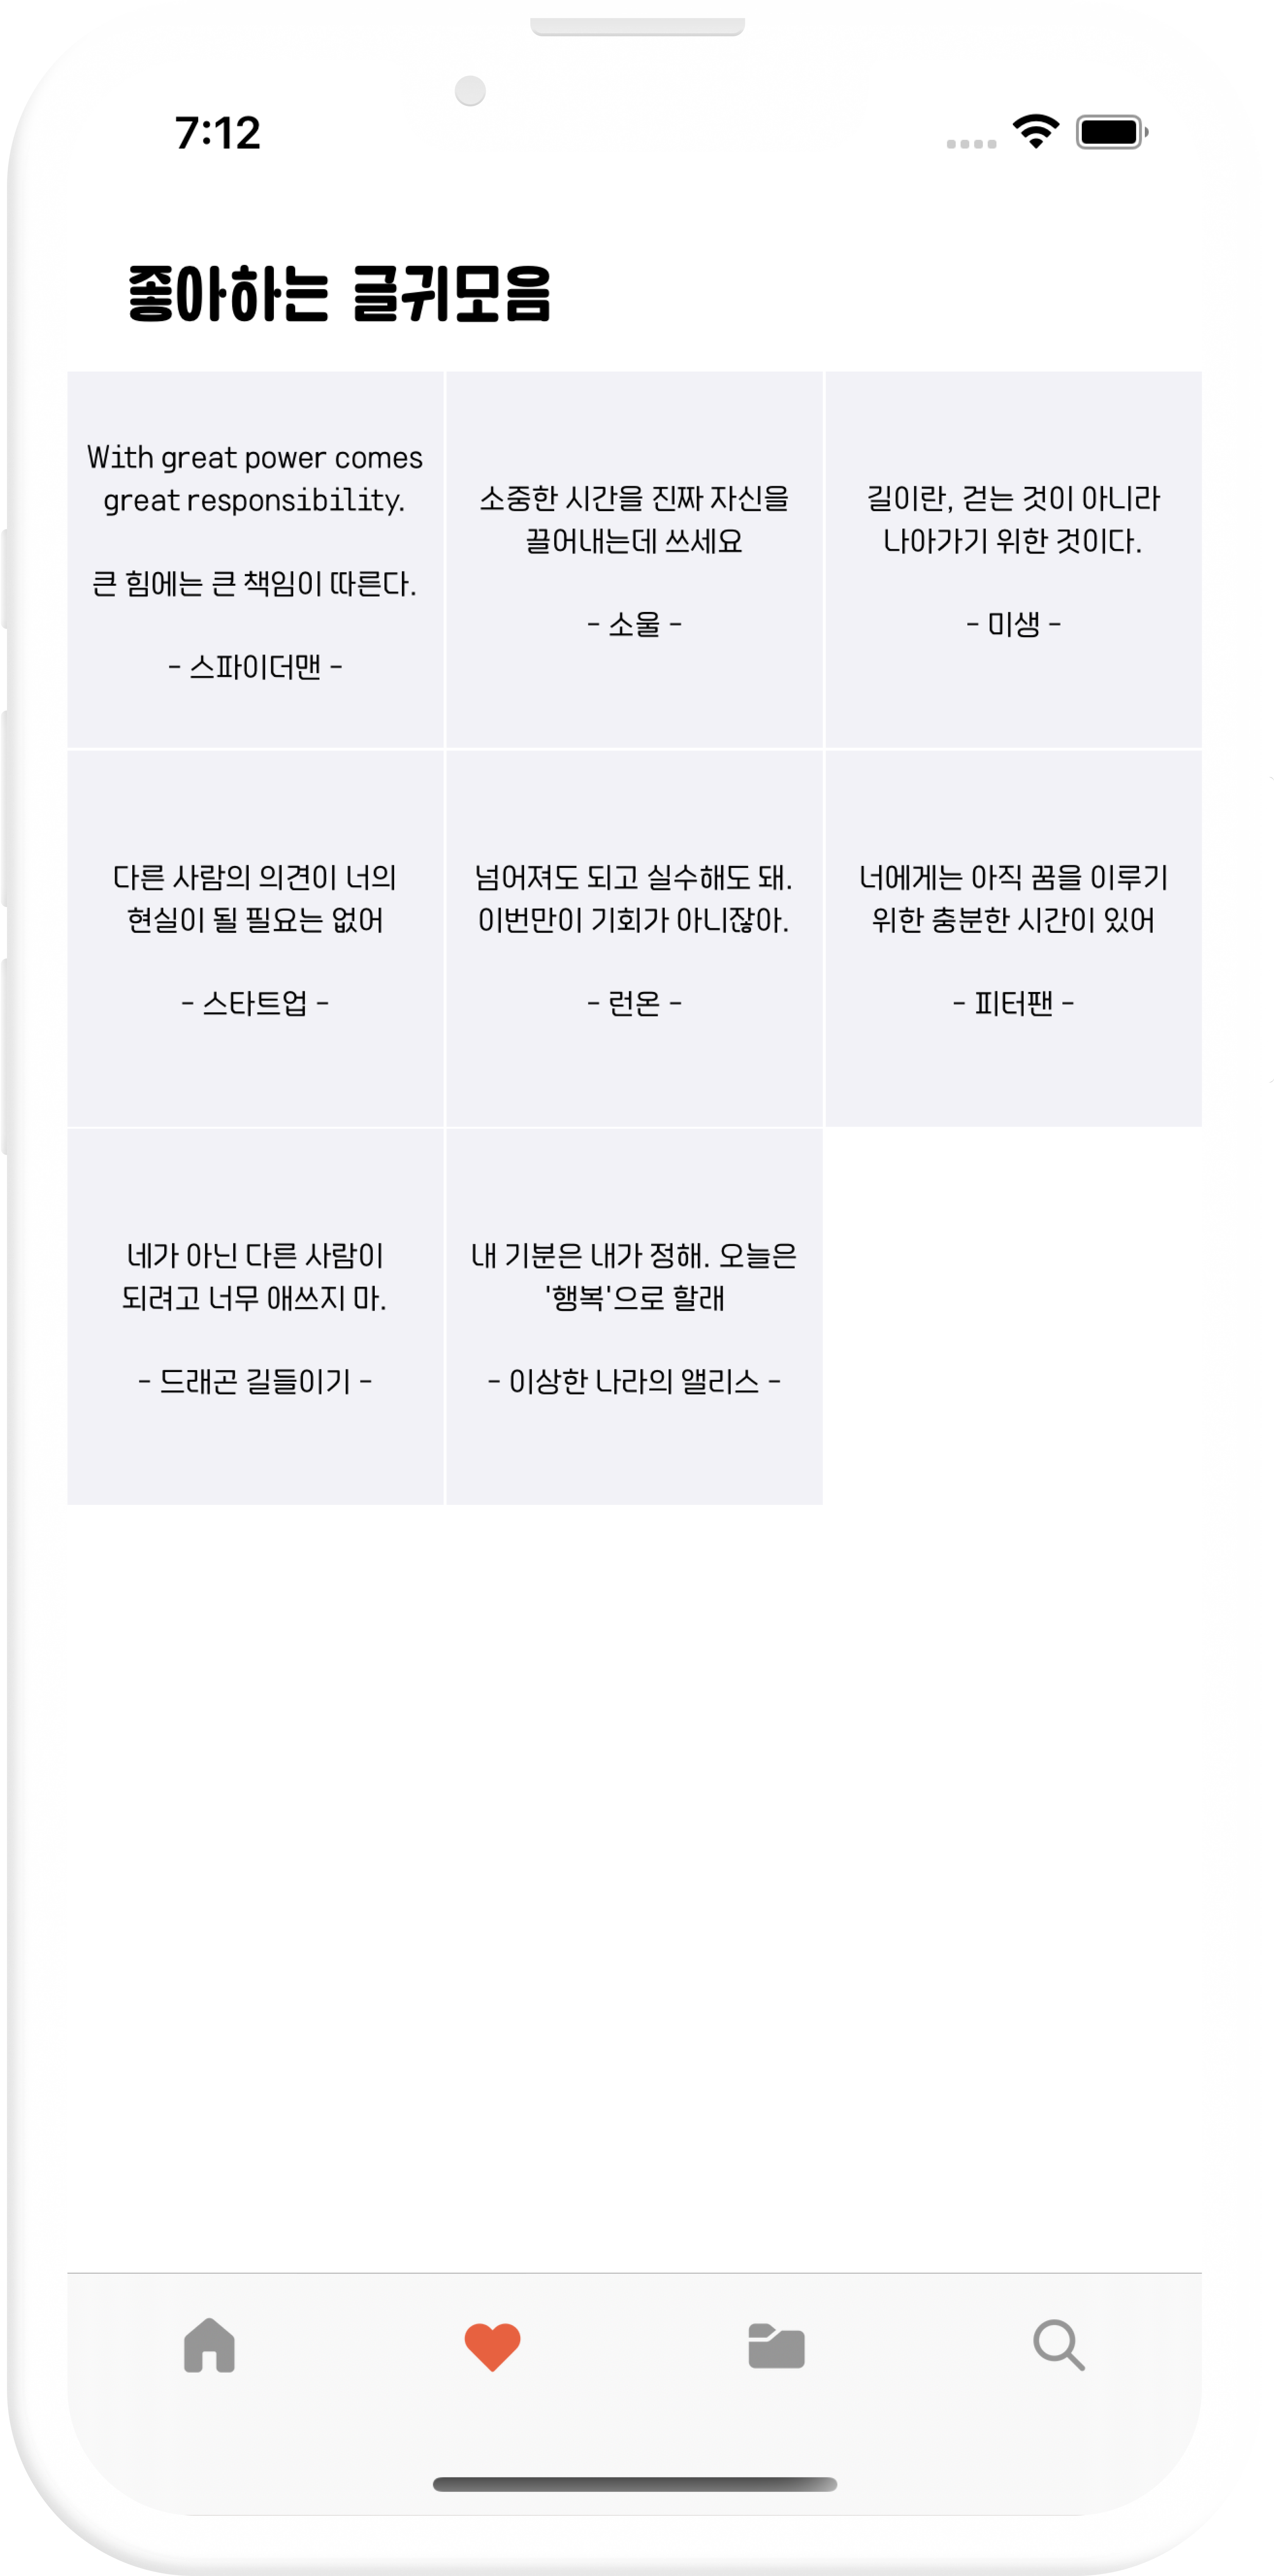 7:12
좋아하는 글귀모음
With great power comes
great responsibility.
큰 힘에는 큰 책임이 따른다.
- 스파이더맨 -
소중한 시간을 진짜 자신을
끌어내는데 쓰세요
- 소울 -
길이란, 걷는 것이 아니라
나아가기 위한 것이다.
- 미생 -
다른 사람의 의견이 너의
현실이 될 필요는 없어
- 스타트업 -
넘어져도 되고 실수해도 돼.
이번만이 기회가 아니잖아.
- 런온 -
너에게는 아직 꿈을 이루기
위한 충분한 시간이 있어
- 피터팬 -
네가 아닌 다른 사람이
되려고 너무 애쓰지 마.
- 드래곤 길들이기 -
내 기분은 내가 정해. 오늘은
'행복'으로 할래
- 이상한 나라의 앨리스 -